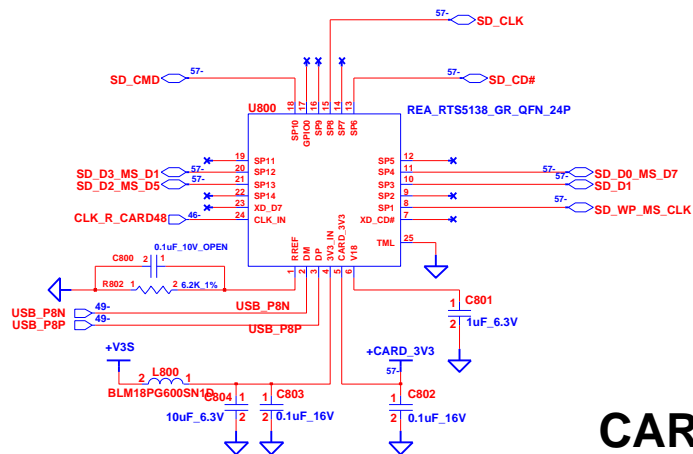 57-
SD_CLK
SD_CMD
57-
57-
SD_CD#
U800
18
17
16
15
14
13
REA_RTS5138_GR_QFN_24P
SP10
GPIO0
SP9
SP8
SP7
SP6
19
SP11
SP5
12
SD_D3_MS_D1
57-
20
SP12
SP4
11
57-
SD_D0_MS_D7
SD_D2_MS_D5
57-
21
SP13
SP3
10
57-
SD_D1
22
SP14
SP2
9
23
XD_D7
SP1
8
57-
SD_WP_MS_CLK
CLK_R_CARD48
46-
24
CLK_IN
XD_CD#
7
TML
25
RREF
DM
DP
3V3_IN
CARD_3V3
V18
0.1uF_10V_OPEN
C800
2
1
1
2
3
4
5
6
R802
1
2
6.2K_1%
USB_P8N
49-
USB_P8N
USB_P8P
49-
USB_P8P
1
C801
2
1uF_6.3V
+V3S
+CARD_3V3
57-
L800
2
1
BLM18PG600SN1D
C804
1
2
10uF_6.3V
C803
1
2
0.1uF_16V
C802
1
2
0.1uF_16V
CAR